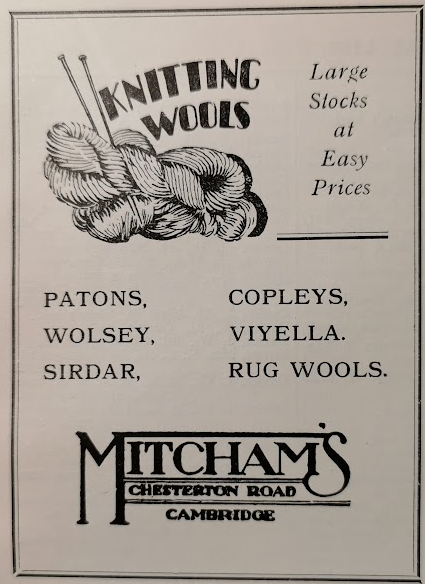 KNITTING
WOOLS
Large
Stocks
at
Easy
Prices
PATONS,
WOLSEY,
SIRDAR,
COPLEYS,
VIYELLA.
RUG WOOLS.
MITCHAM'S
CHESTERTON ROAD
CAMBRIDGE